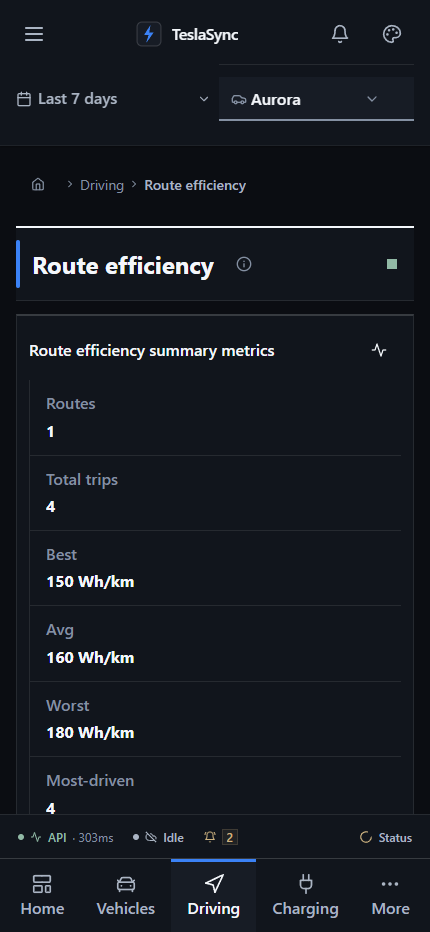 TeslaSync
Last 7 days
Aurora
Driving
Route efficiency
Route efficiency
Route efficiency summary metrics
Routes
1
Total trips
4
Best
150 Wh/km
Avg
160 Wh/km
Worst
180 Wh/km
Most-driven
4
API · 303ms
Idle
2
Status
Home
Vehicles
Driving
Charging
More